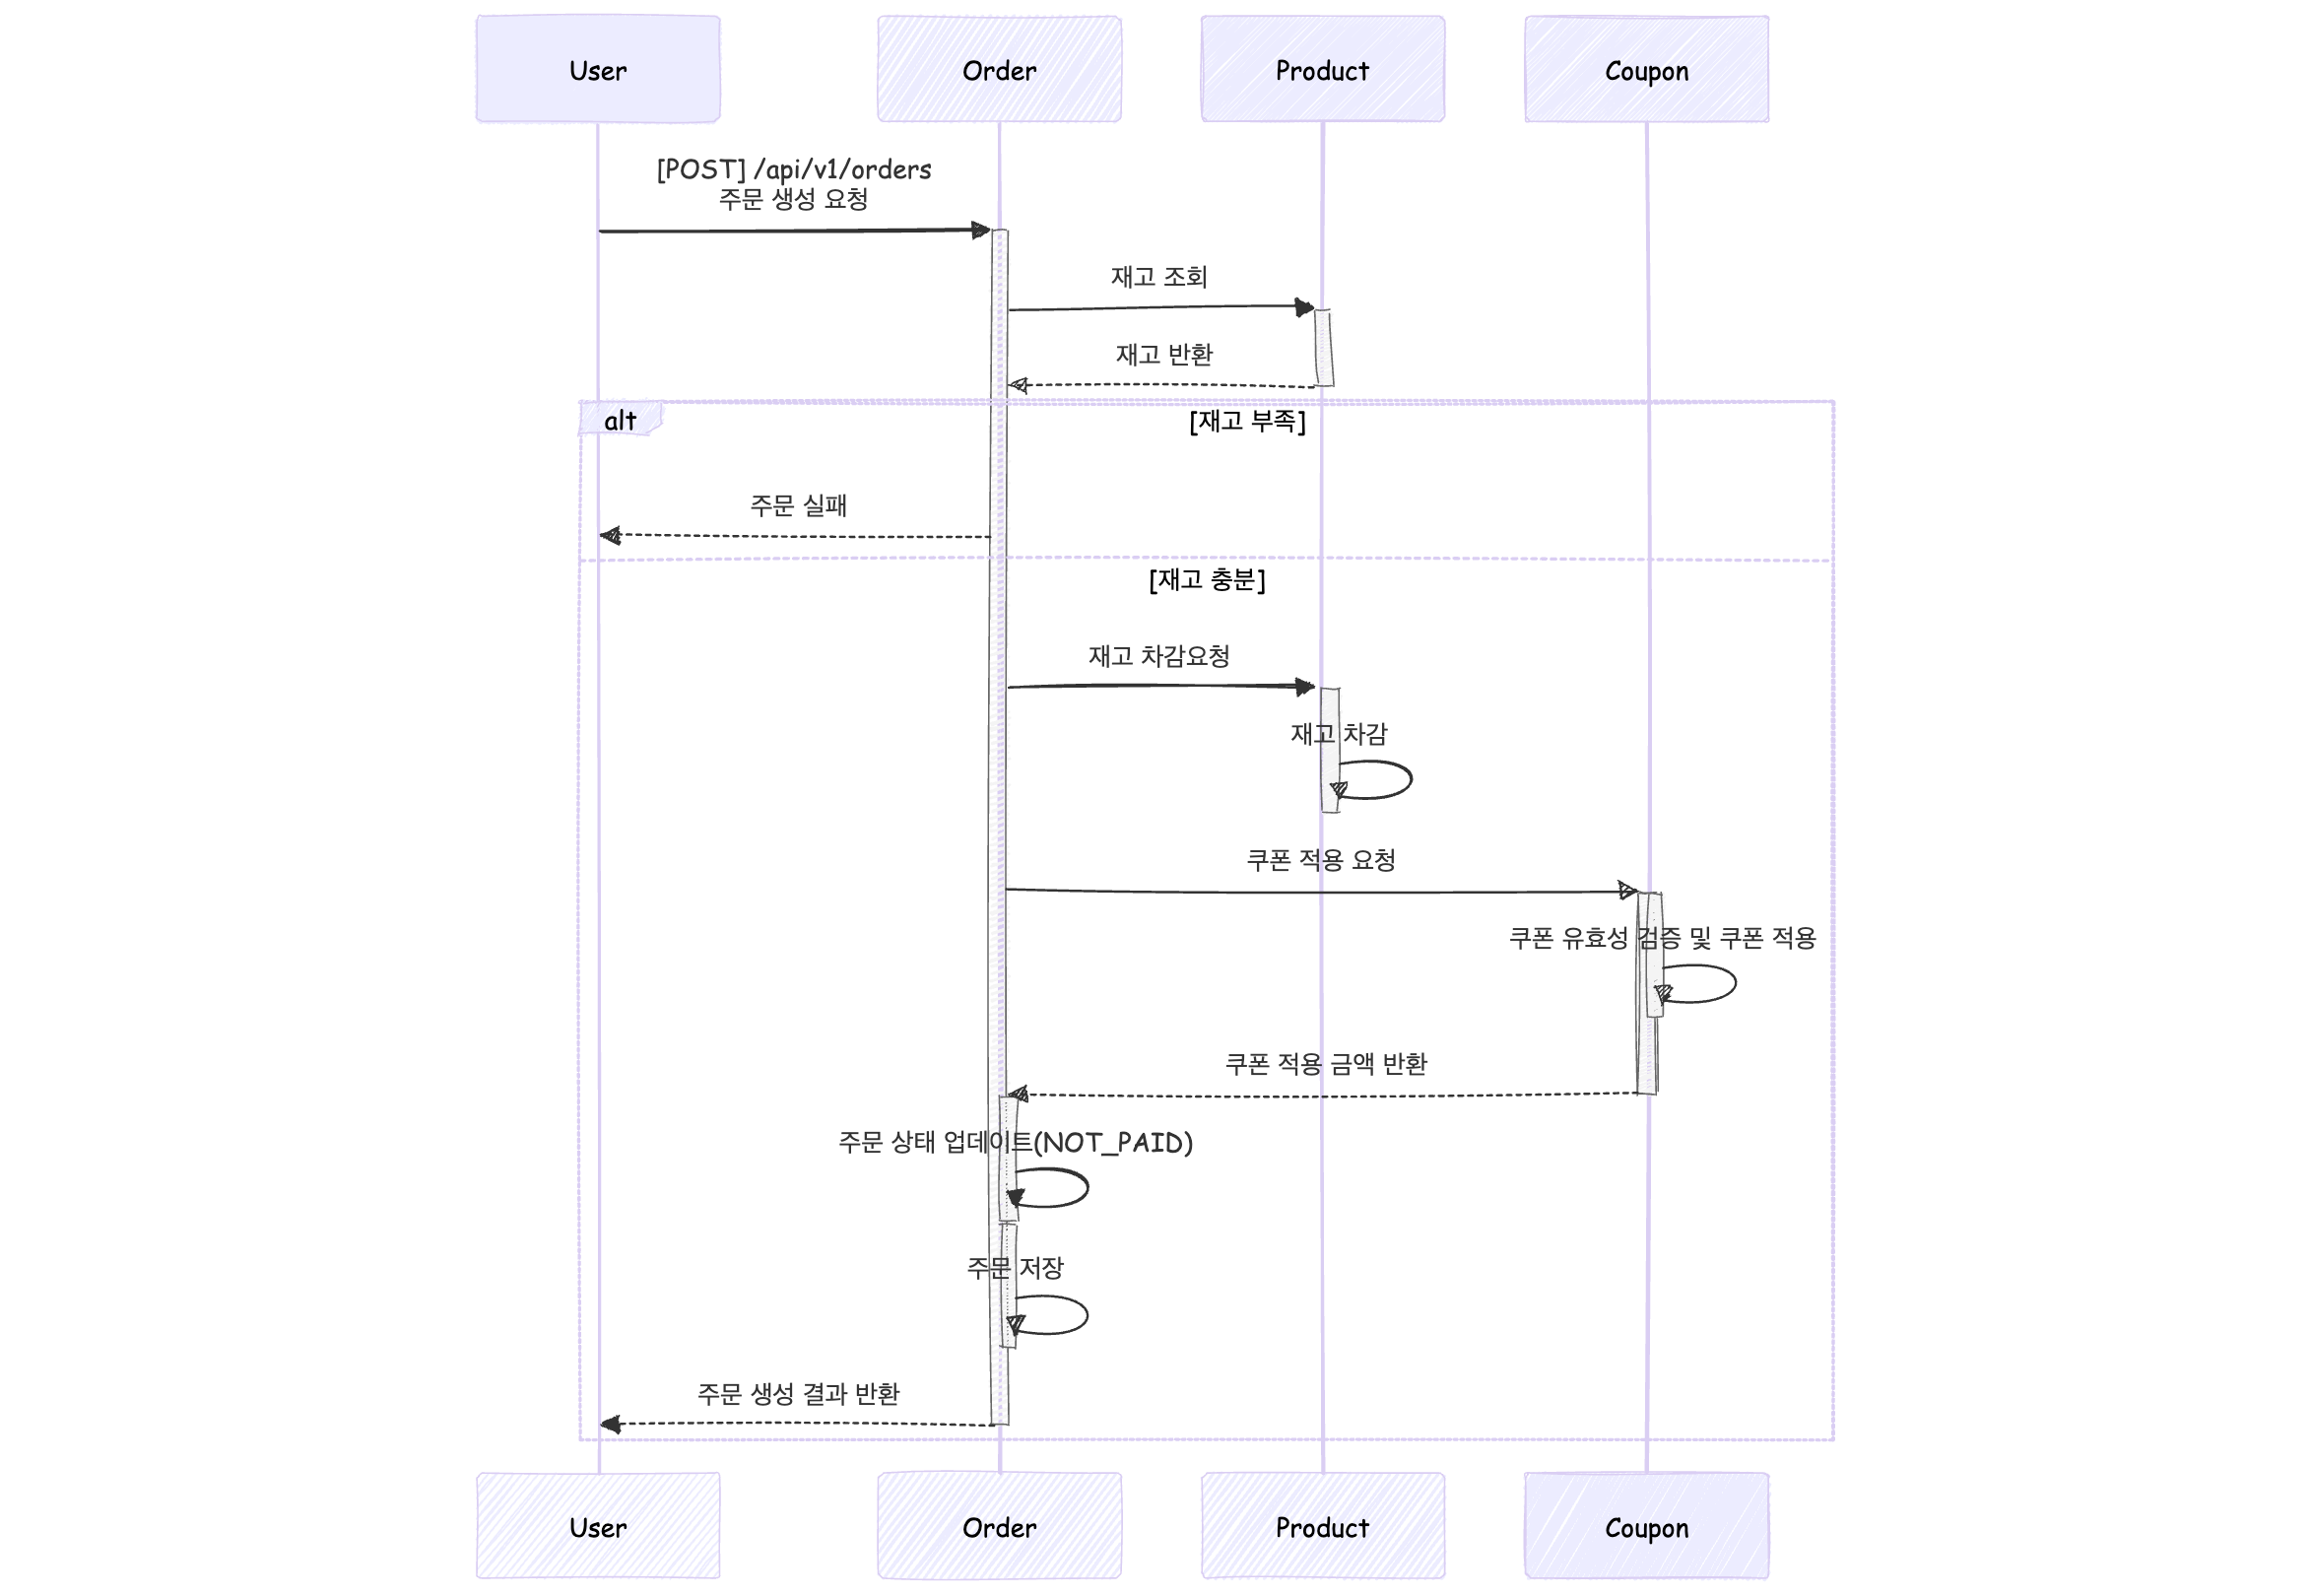 User
Order
Product
Coupon
[POST] /api/v1/orders
주문 생성 요청
재고 조회
재고 반환
alt
[재고 부족]
주문 실패
[재고 충분]
재고 차감요청
재고 차감
쿠폰 적용 요청
쿠폰 유효성 검증 및 쿠폰 적용
쿠폰 적용 금액 반환
주문 상태 업데이트(NOT_PAID)
주문 저장
주문 생성 결과 반환
User
Order
Product
Coupon